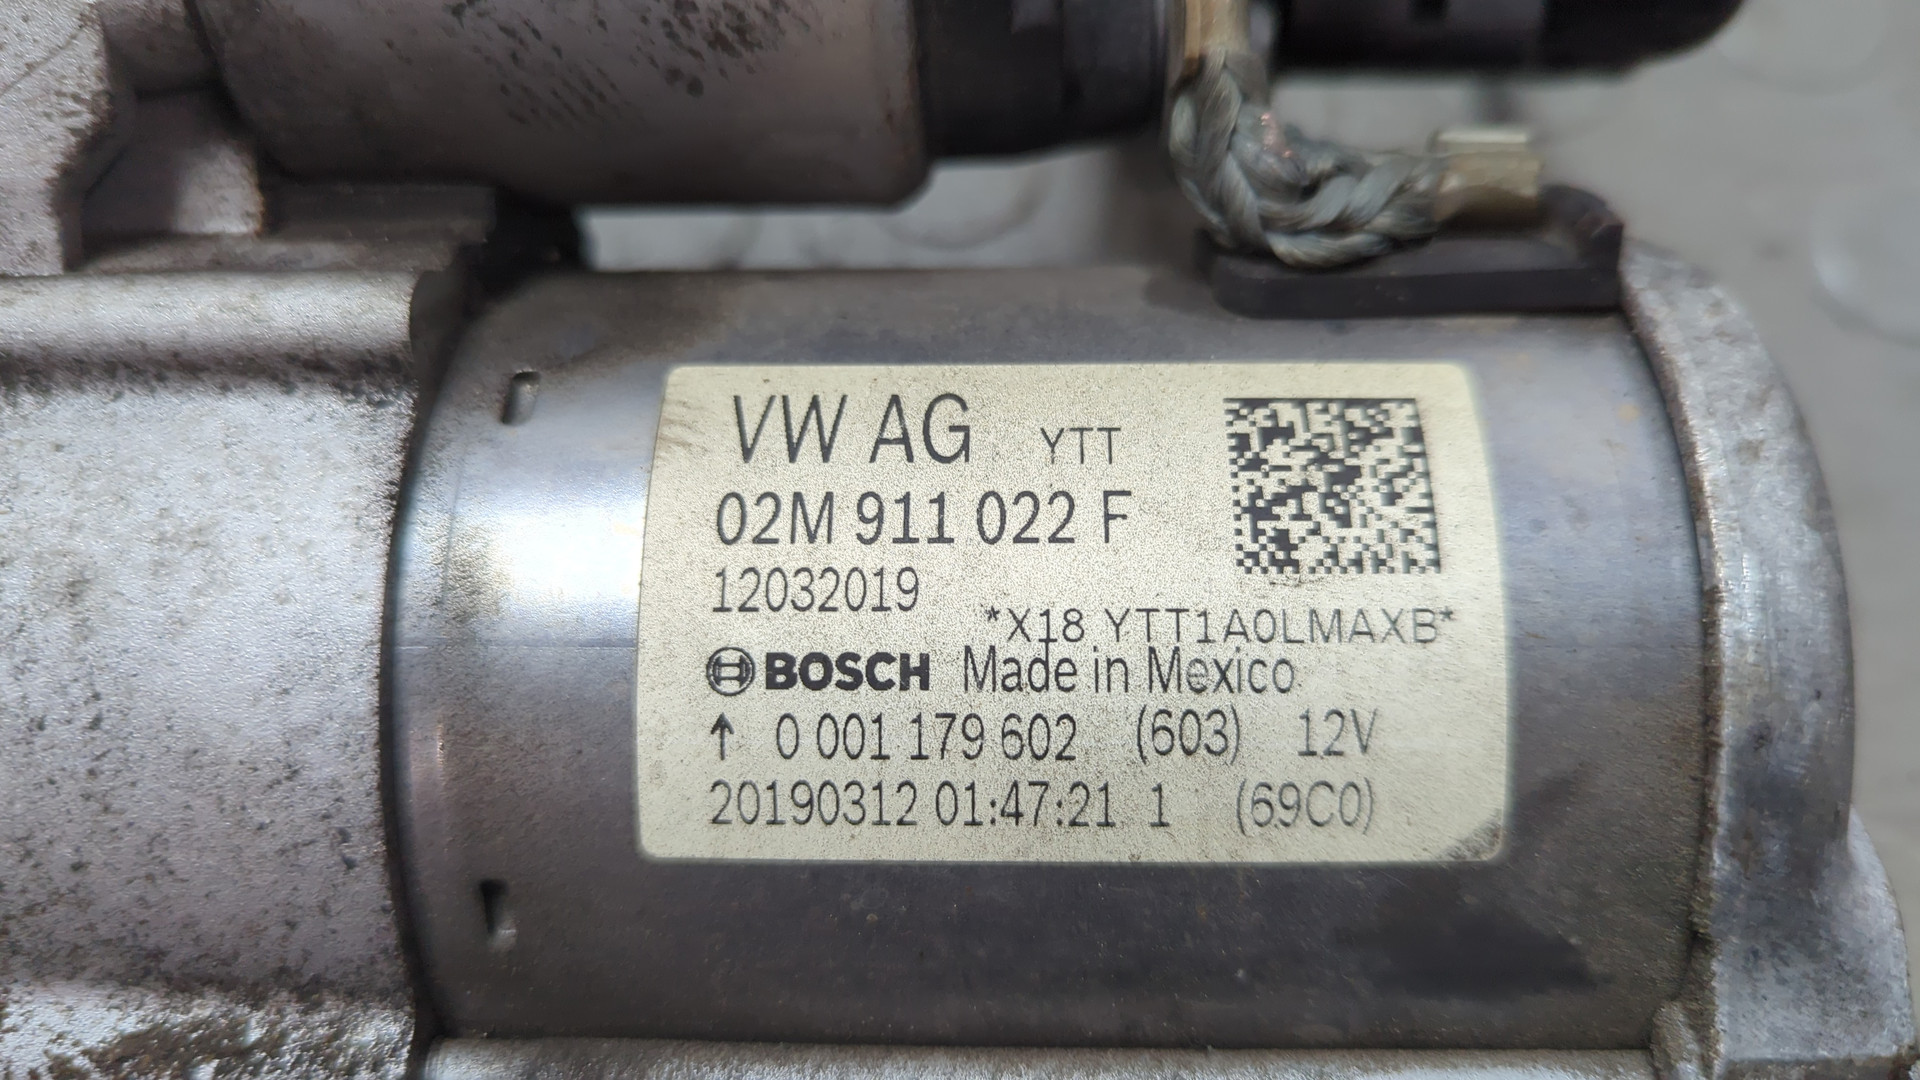 VW AG YTT
02M 911 022 F
12032019
*X18 YTT1A0LMAXB*
BOSCH Made in Mexico
↑ 0 001 179 602 (603) 12V
20190312 01:47:21 1 (69C0)